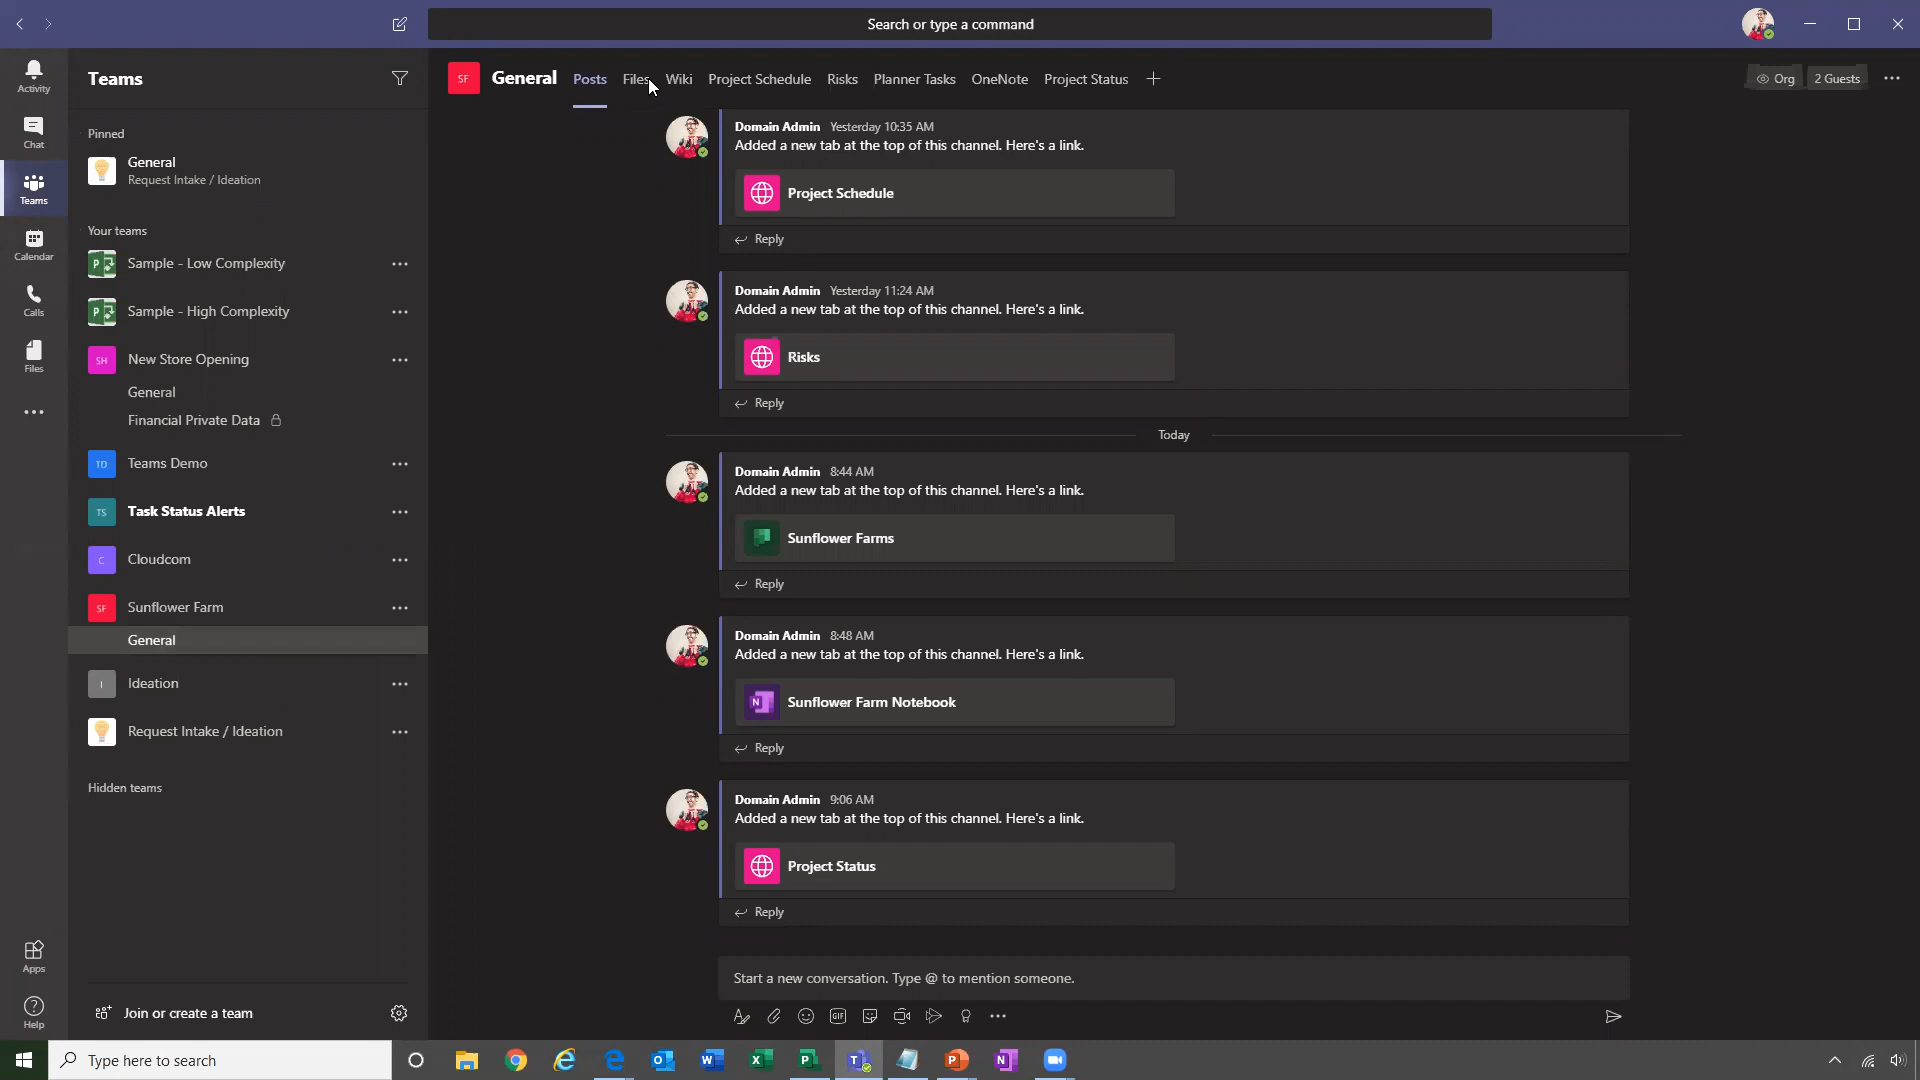 Search or type a command
Activity
Chat
Teams
Calendar
Calls
Files
Apps
Help
Teams
Pinned
General
Request Intake / Ideation
Your teams
Sample - Low Complexity
Sample - High Complexity
SH New Store Opening
General
Financial Private Data
TD Teams Demo
TS Task Status Alerts
C Cloudcom
SF Sunflower Farm
General
I Ideation
Request Intake / Ideation
Hidden teams
Join or create a team
SF General Posts Files Wiki Project Schedule Risks Planner Tasks OneNote Project Status
Org 2 Guests
Domain Admin Yesterday 10:35 AM
Added a new tab at the top of this channel. Here's a link.
Project Schedule
Reply
Domain Admin Yesterday 11:24 AM
Added a new tab at the top of this channel. Here's a link.
Risks
Reply
Today
Domain Admin 8:44 AM
Added a new tab at the top of this channel. Here's a link.
Sunflower Farms
Reply
Domain Admin 8:48 AM
Added a new tab at the top of this channel. Here's a link.
Sunflower Farm Notebook
Reply
Domain Admin 9:06 AM
Added a new tab at the top of this channel. Here's a link.
Project Status
Reply
Start a new conversation. Type @ to mention someone.
GIF
Type here to search